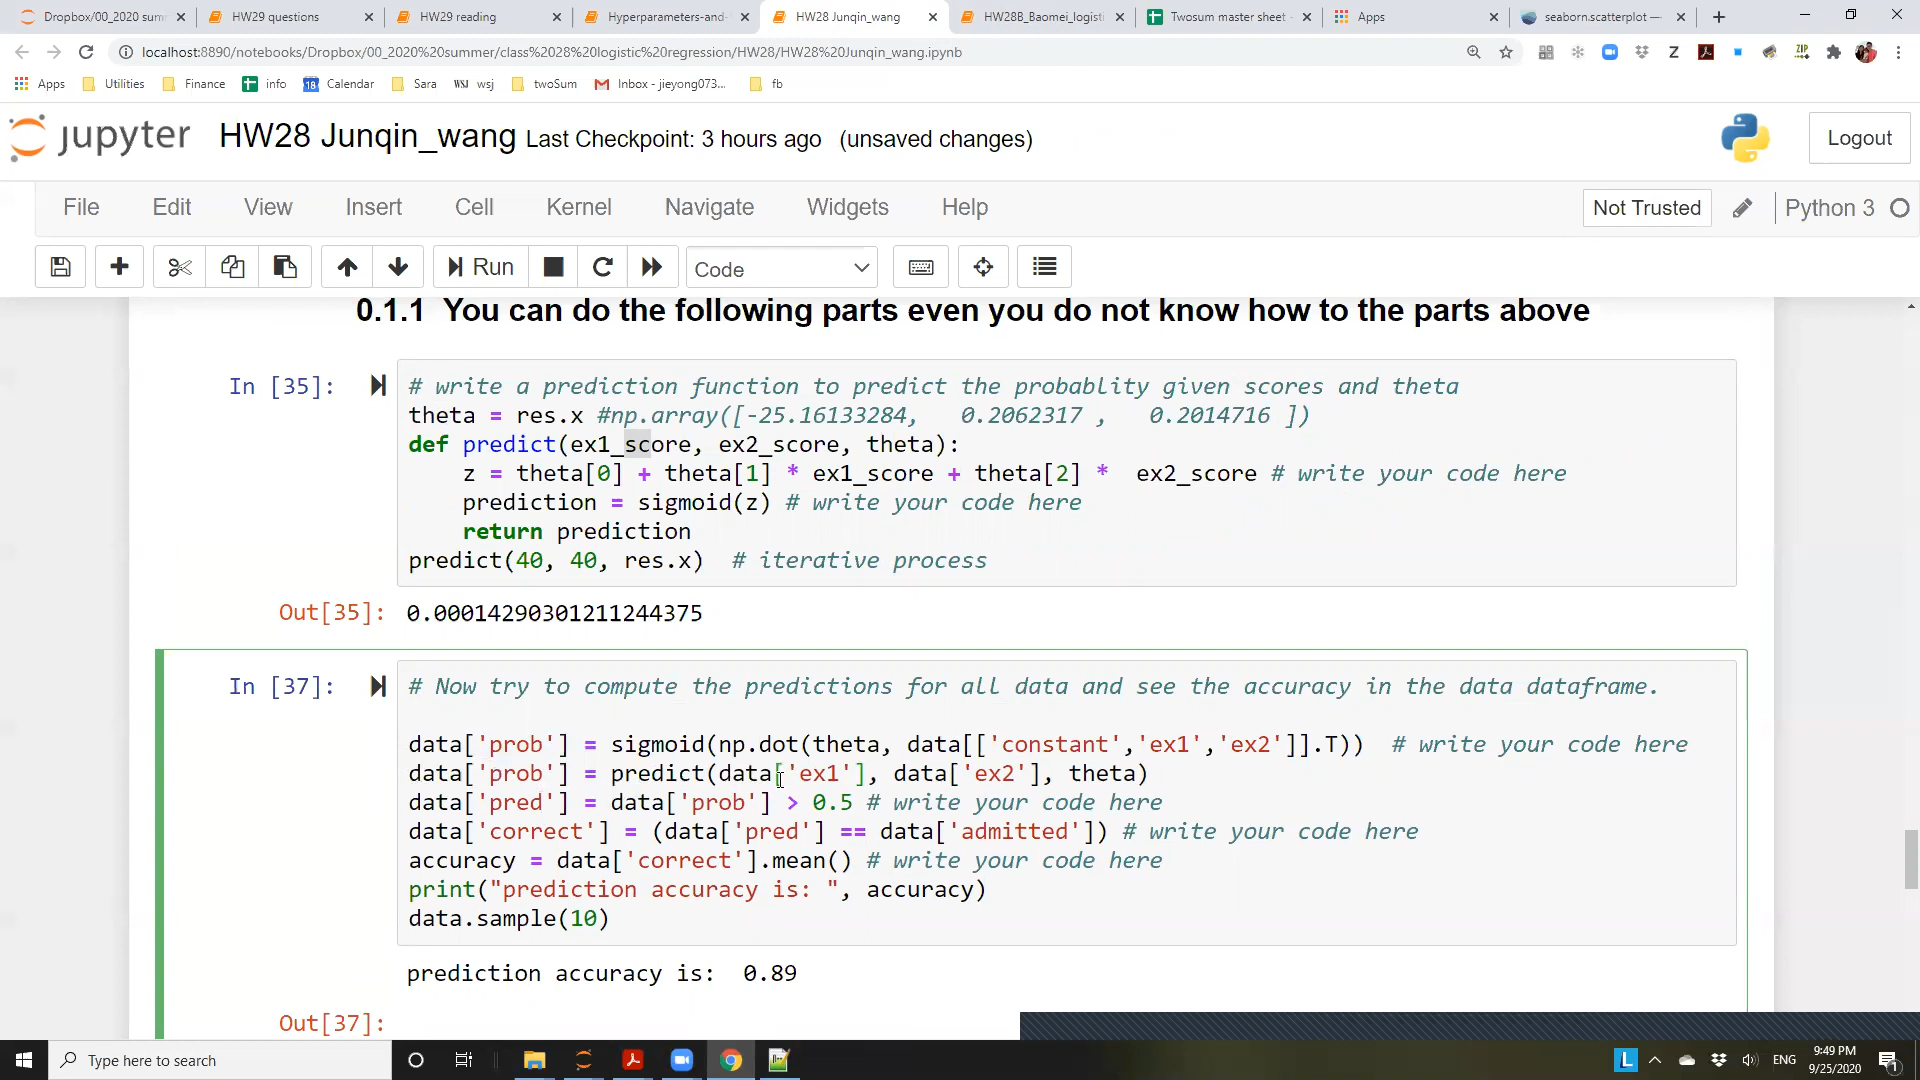 Dropbox/00_2020 sum
HW29 questions
HW29 reading
Hyperparameters-and-
HW28 Junqin_wang
HW28B_Baomei_logist
Twosum master sheet -
Apps
seaborn.scatterplot —
localhost:8890/notebooks/Dropbox/00_2020%20summer/class%2028%20logistic%20regression/HW28/HW28%20Junqin_wang.ipynb
Apps
Utilities
Finance
info
Calendar
Sara
WSJ wsj
twoSum
Inbox - jieyong073...
fb
jupyter HW28 Junqin_wang Last Checkpoint: 3 hours ago (unsaved changes)
Logout
File Edit View Insert Cell Kernel Navigate Widgets Help
Not Trusted
Python 3
Run
Code
0.1.1 You can do the following parts even you do not know how to the parts above
In [35]:
# write a prediction function to predict the probablity given scores and theta
theta = res.x #np.array([-25.16133284, 0.2062317 , 0.2014716 ])
def predict(ex1_score, ex2_score, theta):
z = theta[0] + theta[1] * ex1_score + theta[2] * ex2_score # write your code here
prediction = sigmoid(z) # write your code here
return prediction
predict(40, 40, res.x) # iterative process
Out[35]: 0.00014290301211244375
In [37]:
# Now try to compute the predictions for all data and see the accuracy in the data dataframe.
data['prob'] = sigmoid(np.dot(theta, data[['constant','ex1','ex2']].T)) # write your code here
data['prob'] = predict(data['ex1'], data['ex2'], theta)
data['pred'] = data['prob'] > 0.5 # write your code here
data['correct'] = (data['pred'] == data['admitted']) # write your code here
accuracy = data['correct'].mean() # write your code here
print("prediction accuracy is: ", accuracy)
data.sample(10)
prediction accuracy is: 0.89
Out[37]:
Type here to search
ENG
9:49 PM
9/25/2020